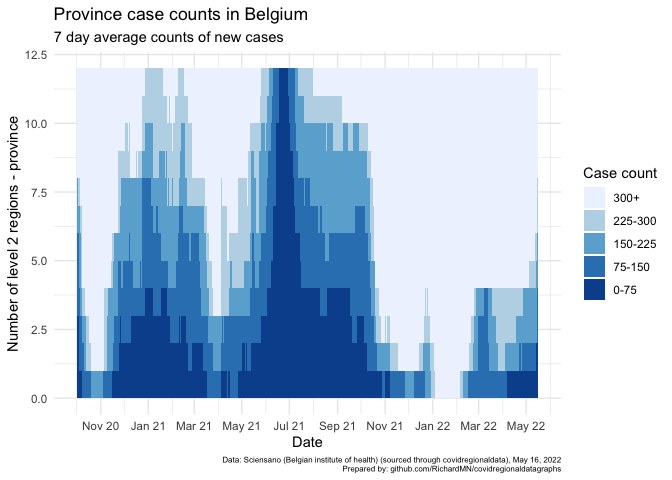 Province case counts in Belgium
7 day average counts of new cases
12.5
10.0
7.5
5.0
2.5
0.0
Number of level 2 regions - province
Nov 20 Jan 21 Mar 21 May 21 Jul 21 Sep 21 Nov 21 Jan 22 Mar 22 May 22
Date
Case count
300+
225-300
150-225
75-150
0-75
Data: Sciensano (Belgian institute of health) (sourced through covidregionaldata), May 16, 2022
Prepared by: github.com/RichardMN/covidregionaldatagraphs